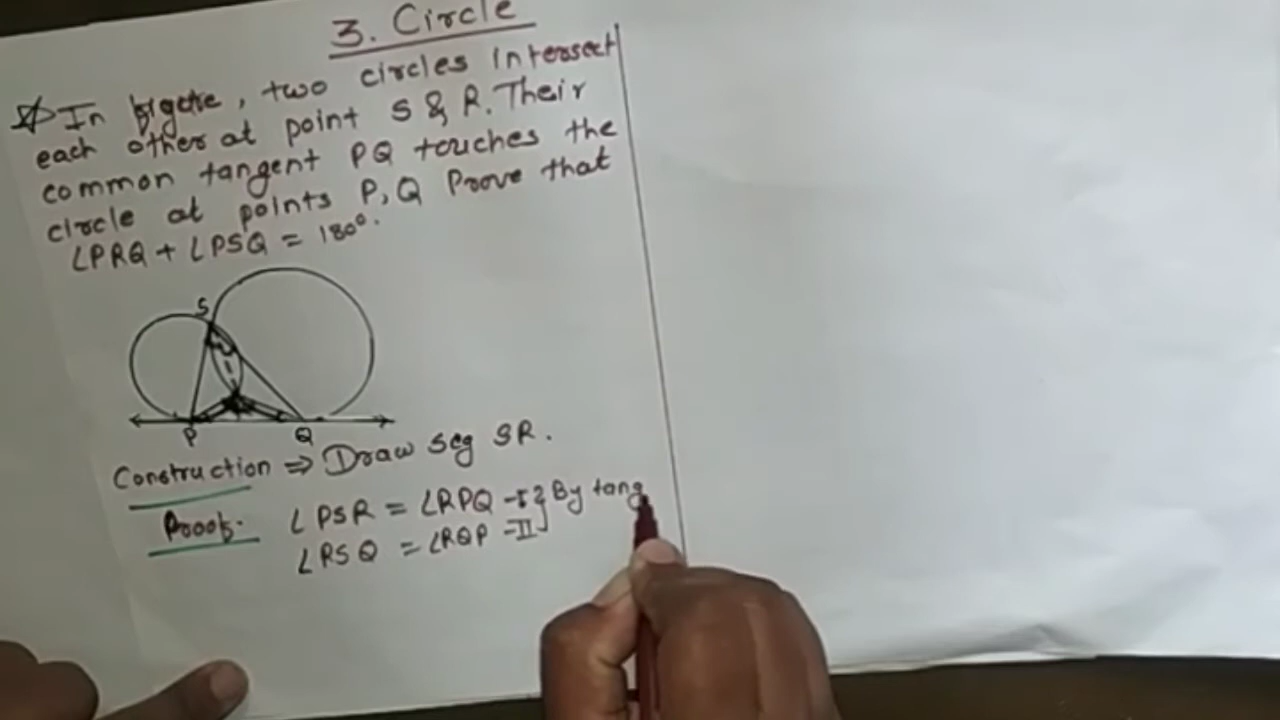 3. Circle
In figure, two circles intersect
each other at point S & R. Their
common tangent PQ touches the
circle at points P, Q Prove that
∠PRQ + ∠PSQ = 180°.
S
P Q
Construction ⇒ Draw seg SR.
Proof:- ∠PSR = ∠RPQ - I } By tang
∠RSQ = ∠RQP - II